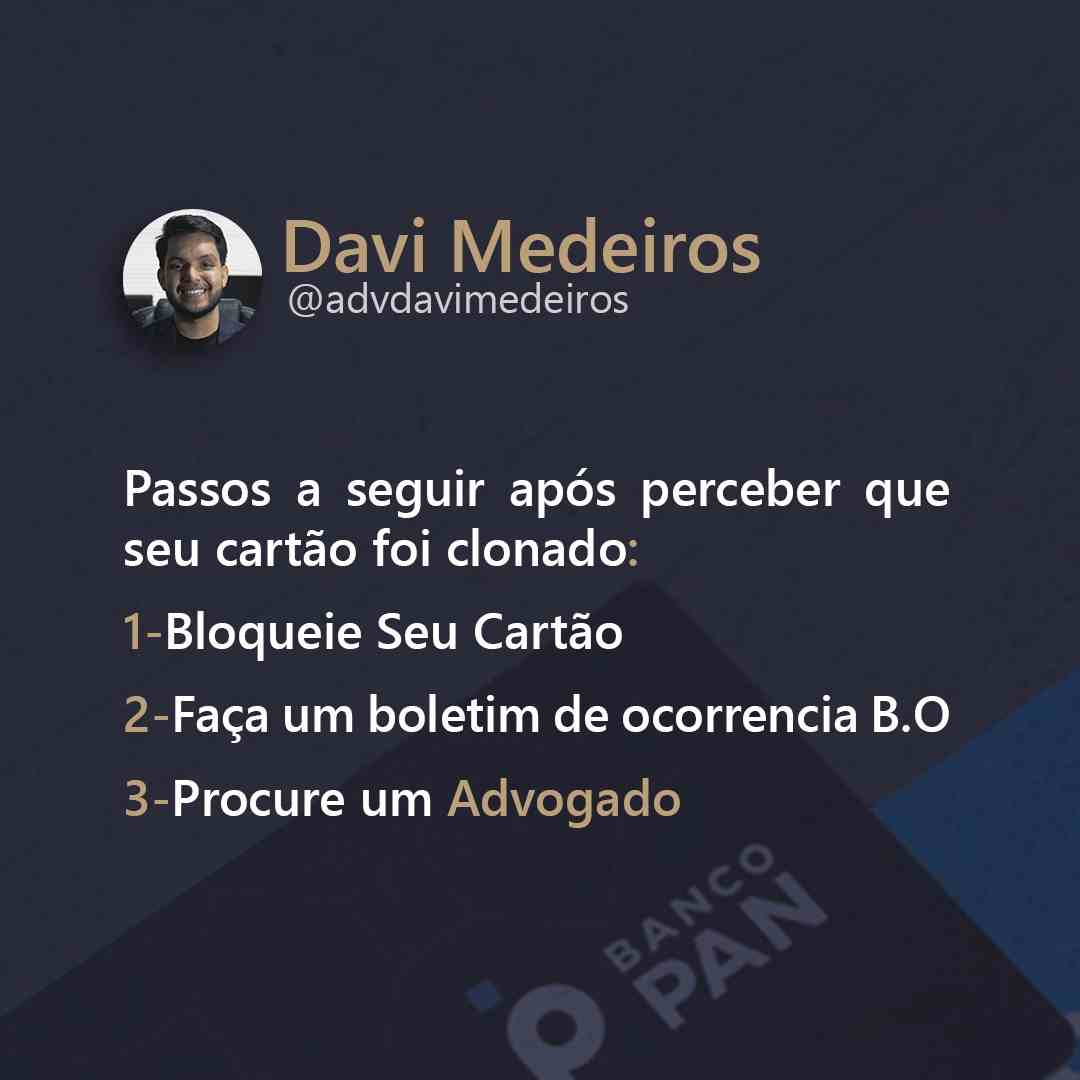 Davi Medeiros
@advdavimedeiros
Passos a seguir após perceber que
seu cartão foi clonado:
1-Bloqueie Seu Cartão
2-Faça um boletim de ocorrencia B.O
3-Procure um Advogado
BANCO
PAN